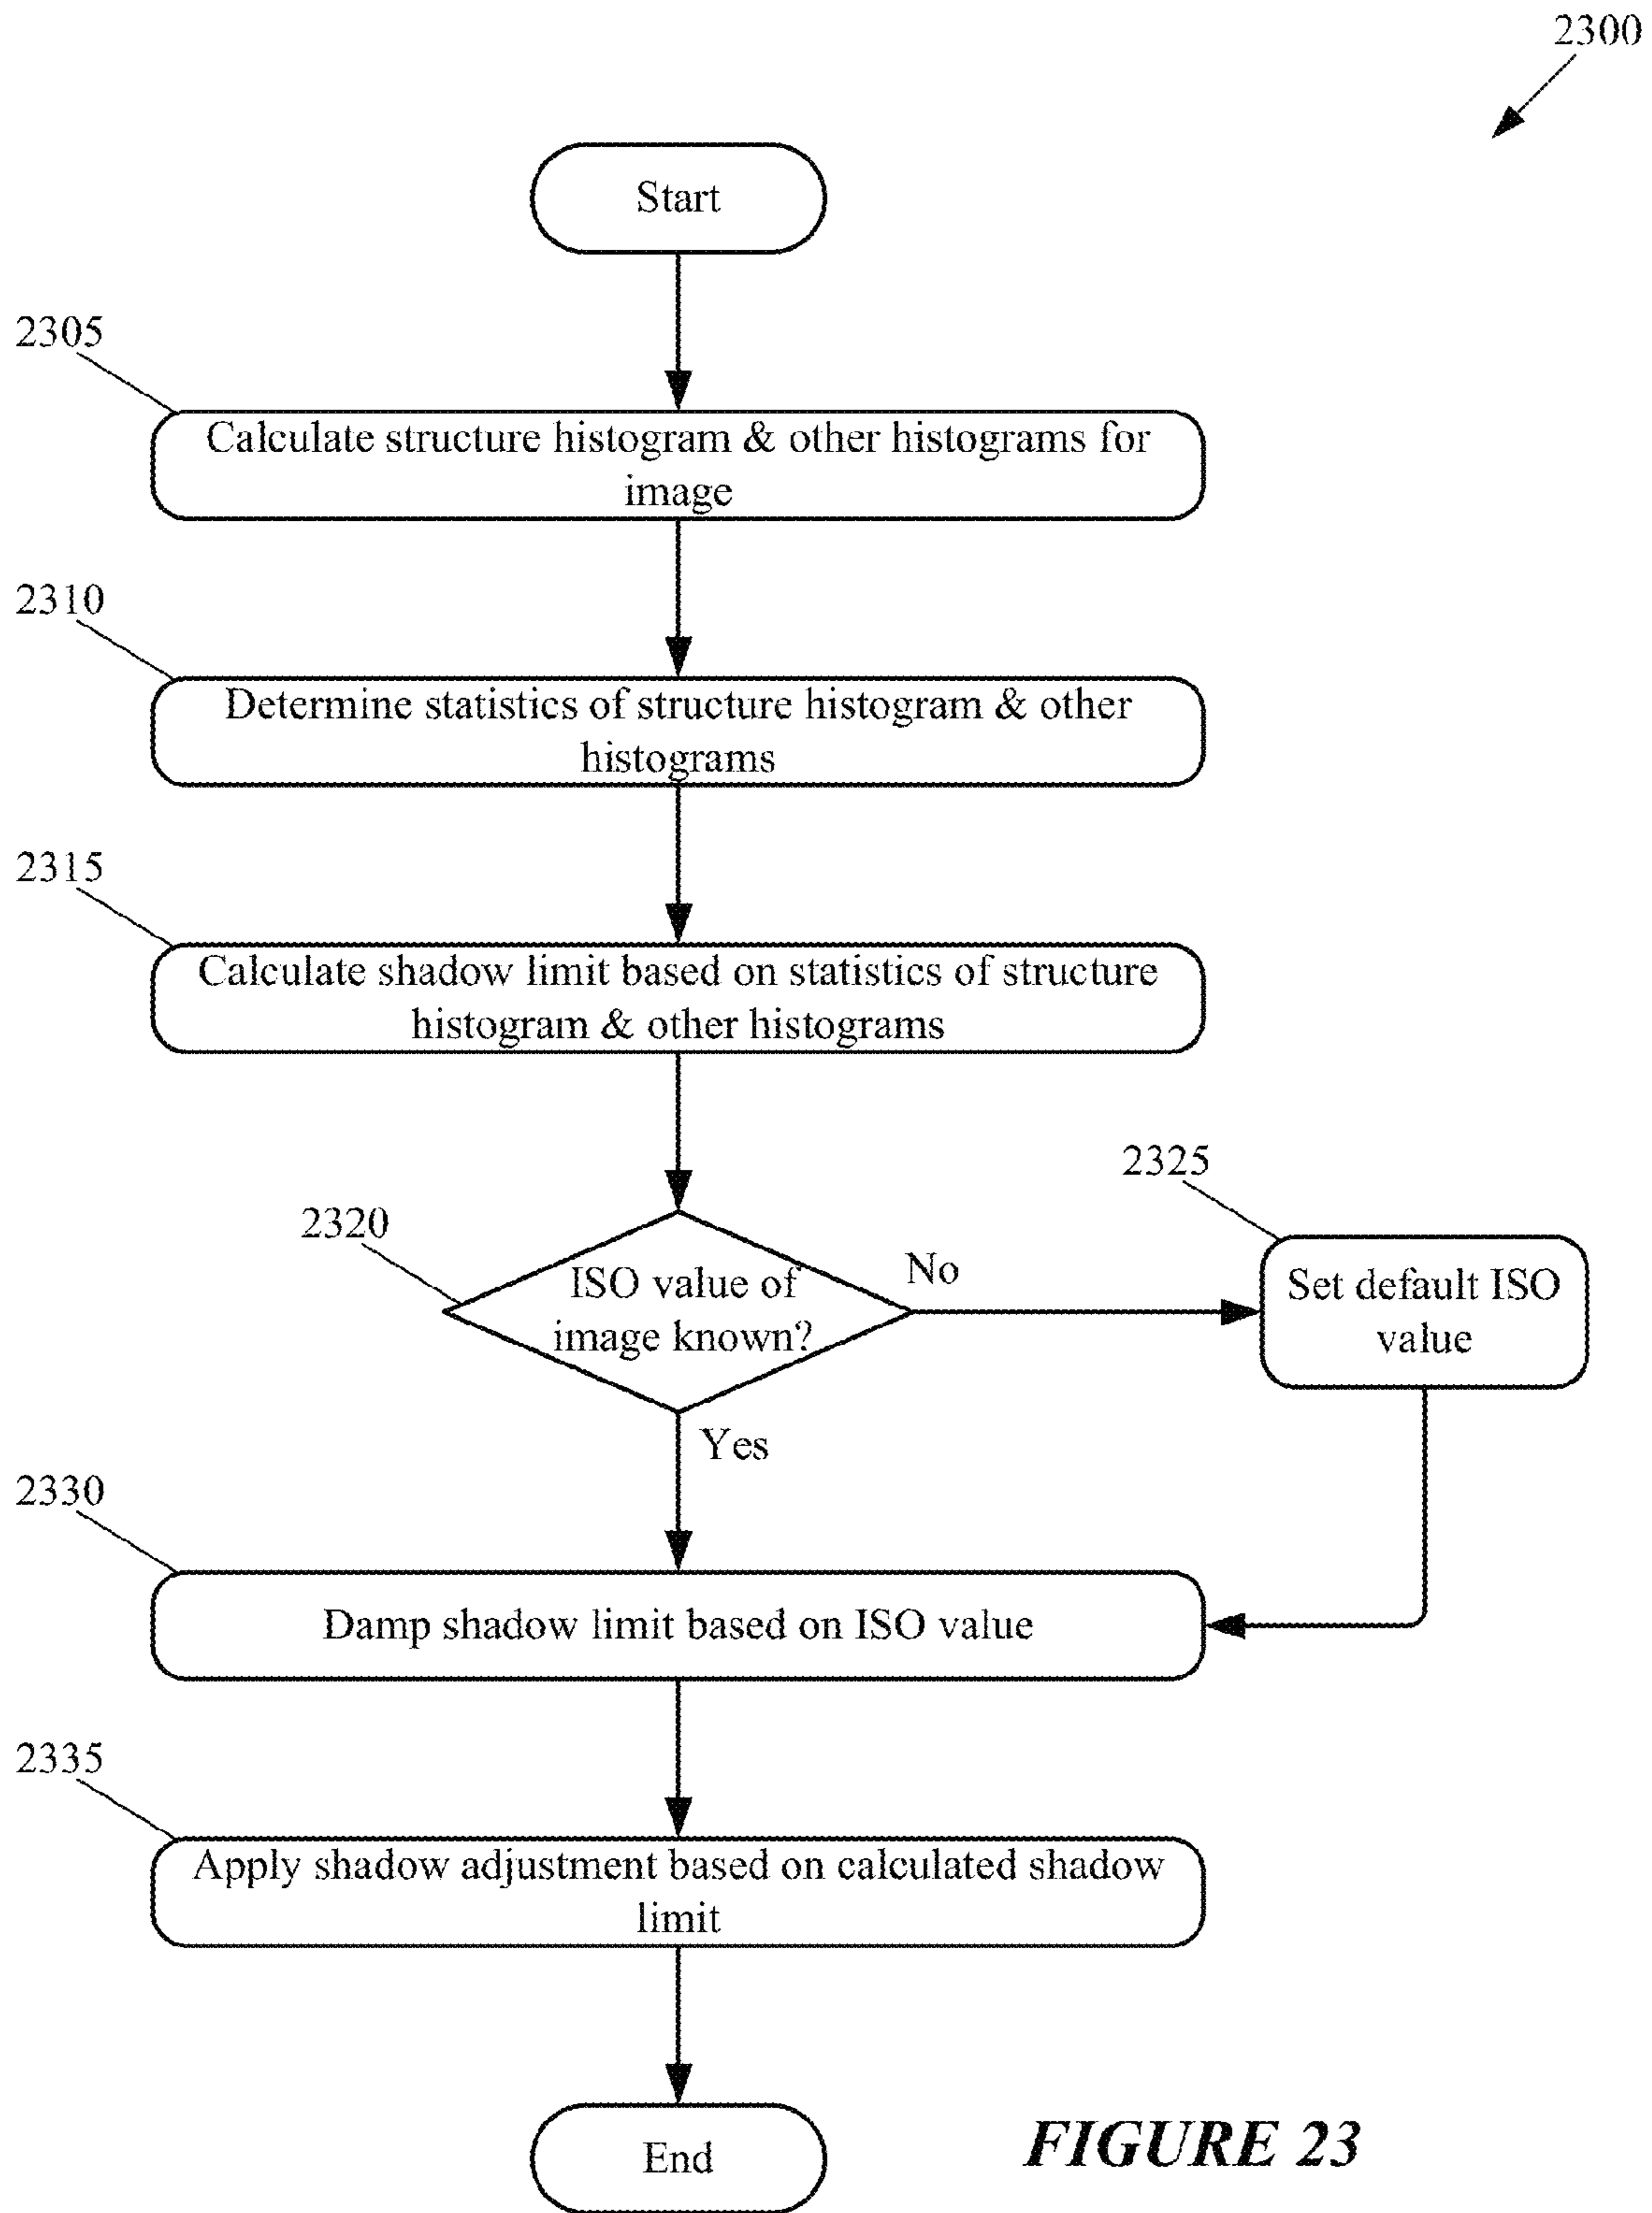 2300
Start
2305
Calculate structure histogram & other histograms for
image
2310
Determine statistics of structure histogram & other
histograms
2315
Calculate shadow limit based on statistics of structure
histogram & other histograms
2320
ISO value of
image known?
No
2325
Set default ISO
value
Yes
2330
Damp shadow limit based on ISO value
2335
Apply shadow adjustment based on calculated shadow
limit
End
FIGURE 23